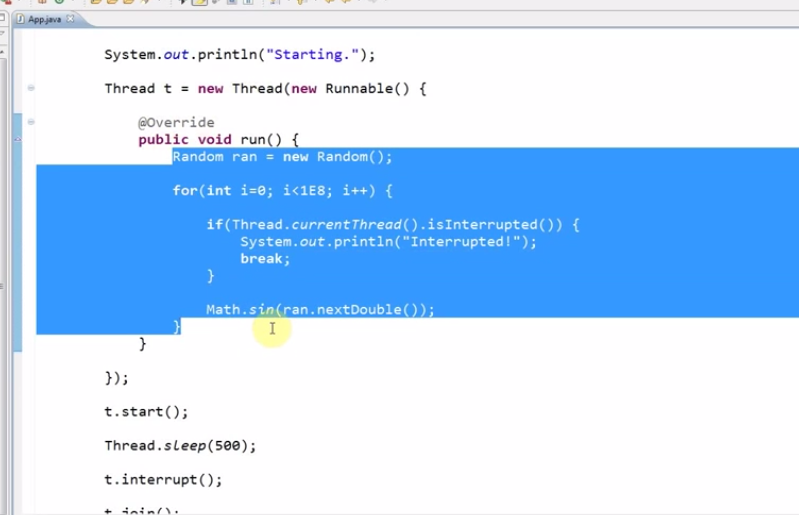 App.java
System.out.println("Starting.");
Thread t = new Thread(new Runnable() {
@Override
public void run() {
Random ran = new Random();
for(int i=0; i<1E8; i++) {
if(Thread.currentThread().isInterrupted()) {
System.out.println("Interrupted!");
break;
}
Math.sin(ran.nextDouble());
}
}
});
t.start();
Thread.sleep(500);
t.interrupt();
t.join();